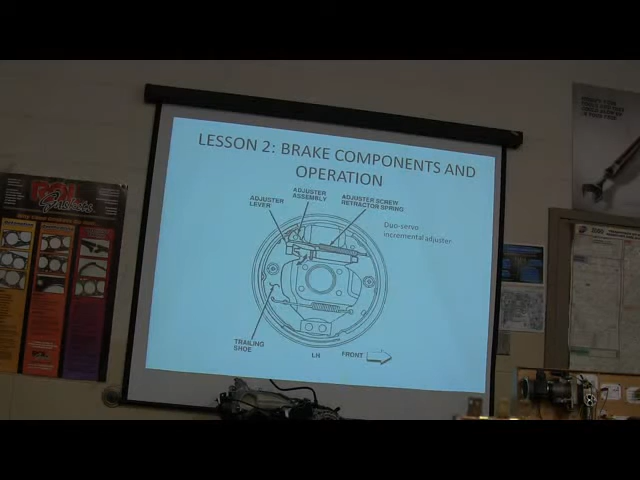 LESSON 2: BRAKE COMPONENTS AND
OPERATION
ADJUSTER
LEVER
ADJUSTER
ASSEMBLY
ADJUSTER SCREW
RETRACTOR SPRING
Duo-servo
incremental adjuster
TRAILING
SHOE
LH
FRONT
Gaskets